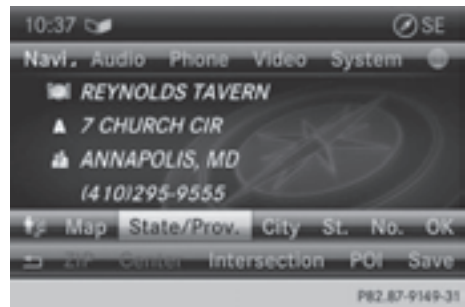 10:37 SE
Navi. Audio Phone Video System
REYNOLDS TAVERN
7 CHURCH CIR
ANNAPOLIS, MD
(410)295-9555
Map State/Prov. City St. No. OK
ZIP Center Intersection POI Save
P82.87-9149-31